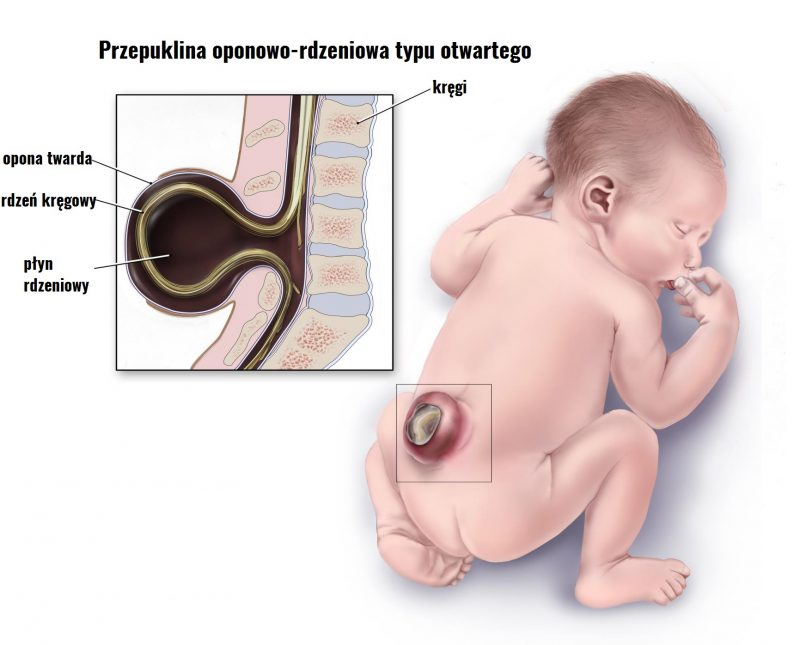 Przepuklina oponowo-rdzeniowa typu otwartego
kręgi
opona twarda
rdzeń kręgowy
płyn
rdzeniowy